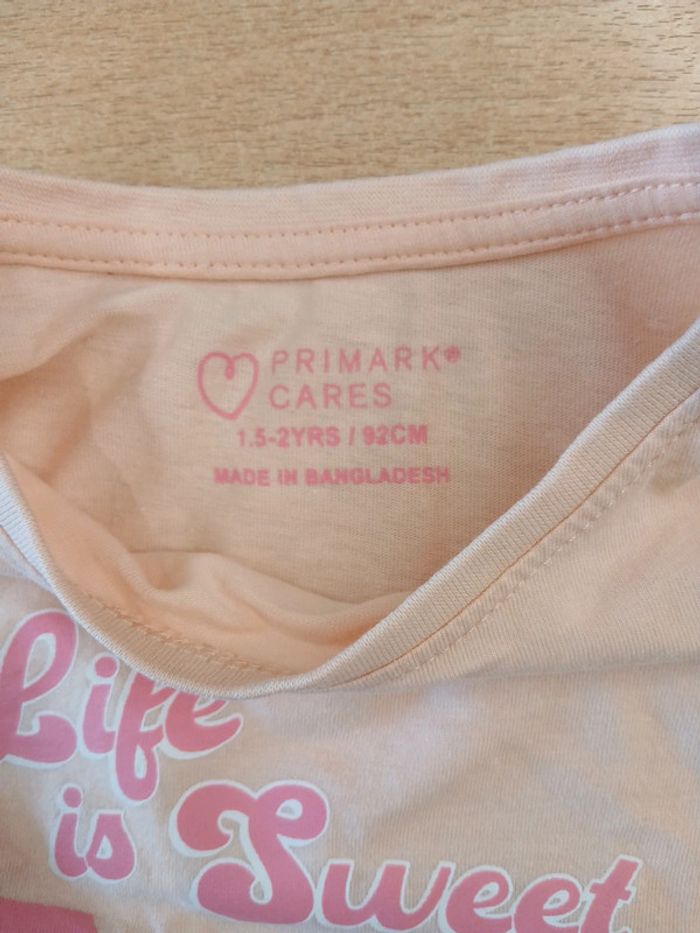 PRIMARK®
CARES
1.5-2YRS / 92CM
MADE IN BANGLADESH
Life
is Sweet